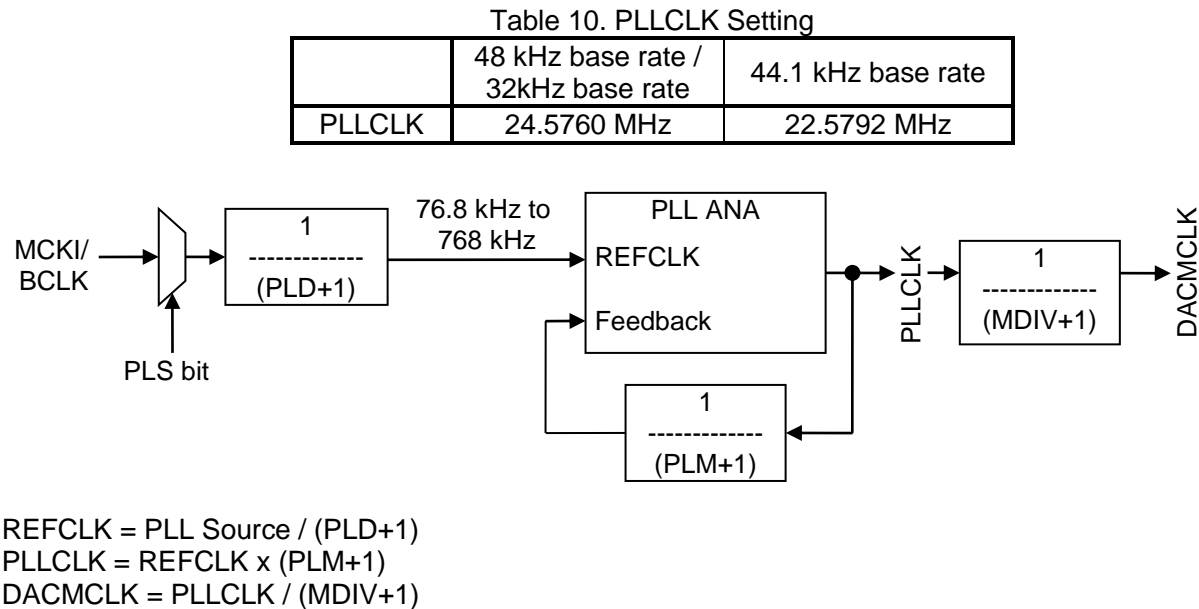 Table 10. PLLCLK Setting
48 kHz base rate /
32kHz base rate
44.1 kHz base rate
PLLCLK
24.5760 MHz
22.5792 MHz
MCKI/
BCLK
PLS bit
1
-------------
(PLD+1)
76.8 kHz to
768 kHz
PLL ANA
REFCLK
Feedback
1
----------------
(PLM+1)
PLLCLK
1
----------------
(MDIV+1)
DACMCLK
REFCLK = PLL Source / (PLD+1)
PLLCLK = REFCLK x (PLM+1)
DACMCLK = PLLCLK / (MDIV+1)